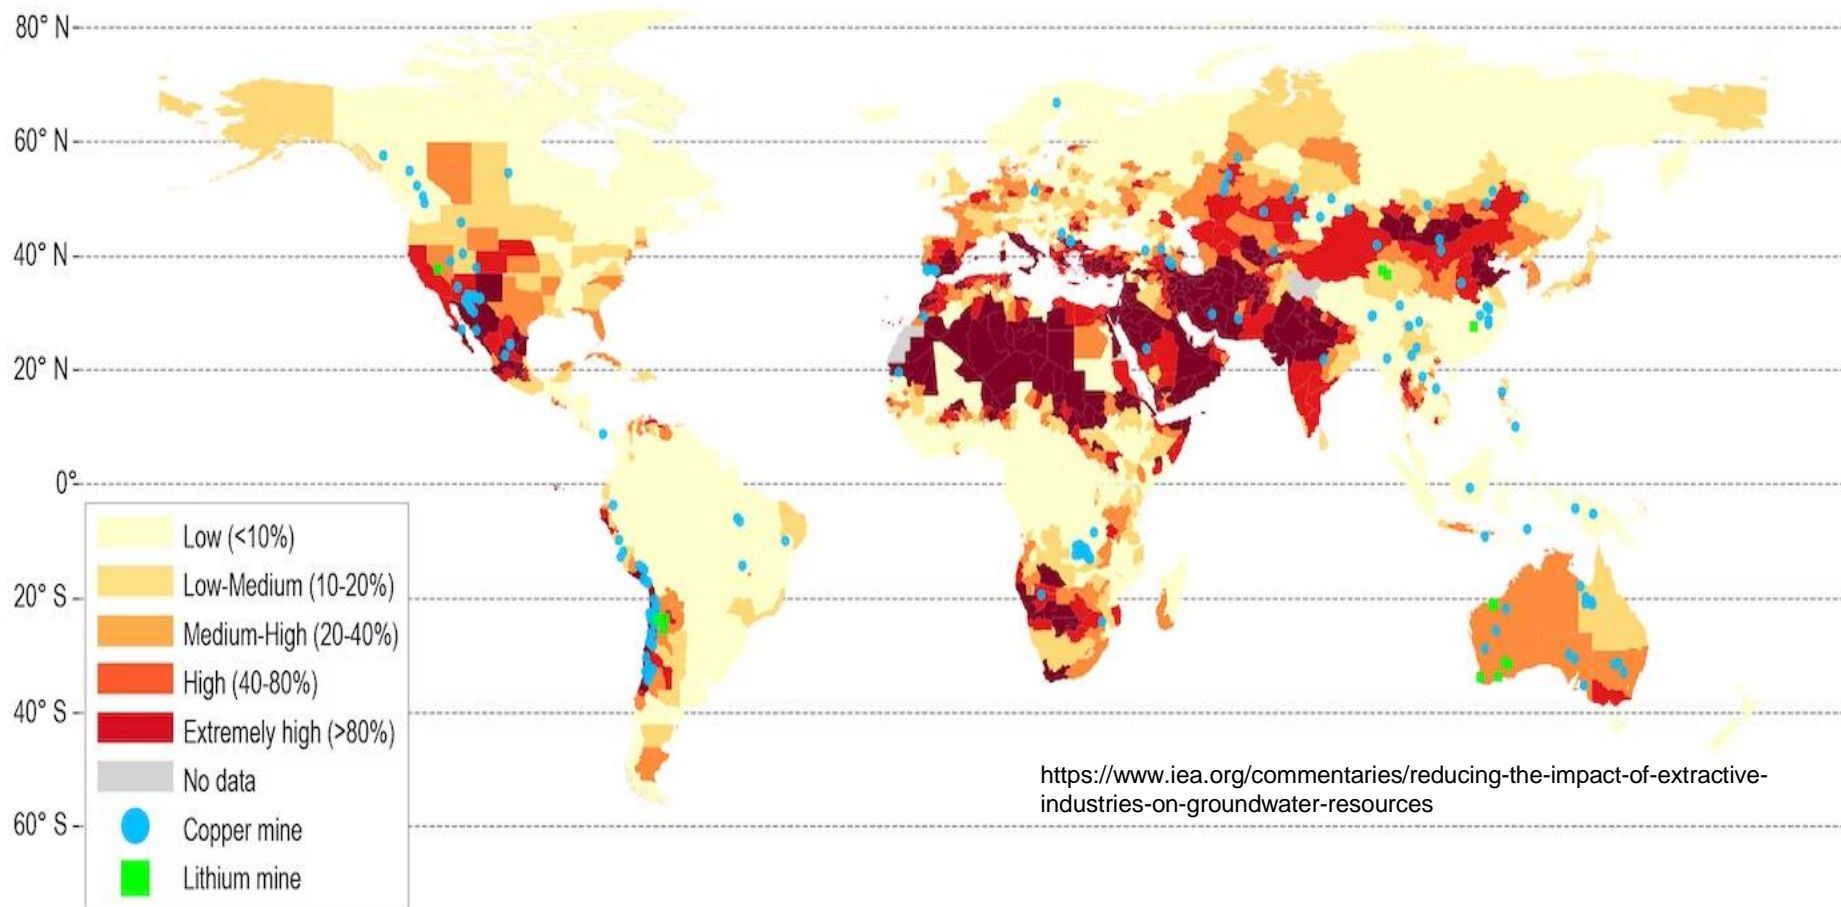 80° N
60° N
40° N
20° N
0°
20° S
40° S
60° S
Low (<10%)
Low-Medium (10-20%)
Medium-High (20-40%)
High (40-80%)
Extremely high (>80%)
No data
Copper mine
Lithium mine
https://www.iea.org/commentaries/reducing-the-impact-of-extractive-
industries-on-groundwater-resources